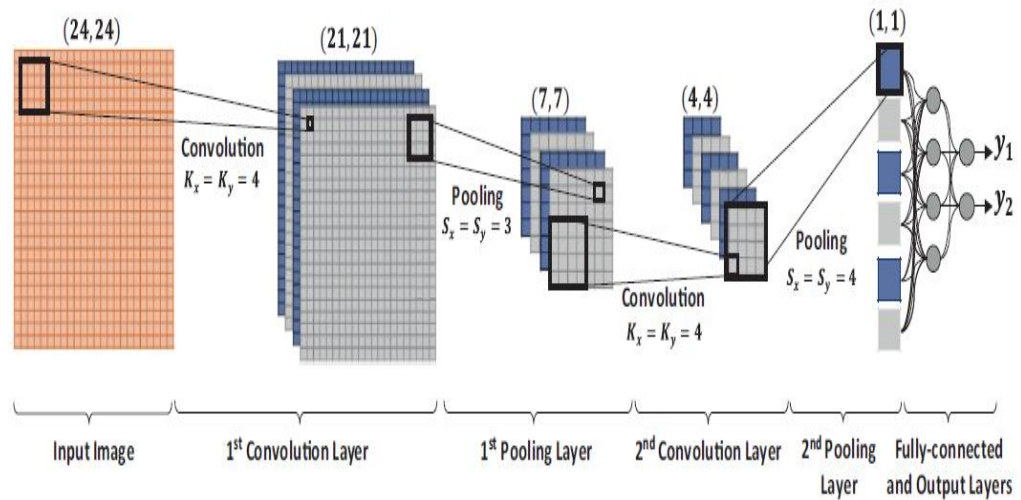 (24,24)
(21,21)
(7,7)
(4,4)
(1,1)
Convolution
Kx = Ky = 4
Pooling
Sx = Sy = 3
Convolution
Kx = Ky = 4
Pooling
Sx = Sy = 4
y1
y2
Input Image
1st Convolution Layer
1st Pooling Layer
2nd Convolution Layer
2nd Pooling
Layer
Fully-connected
and Output Layers